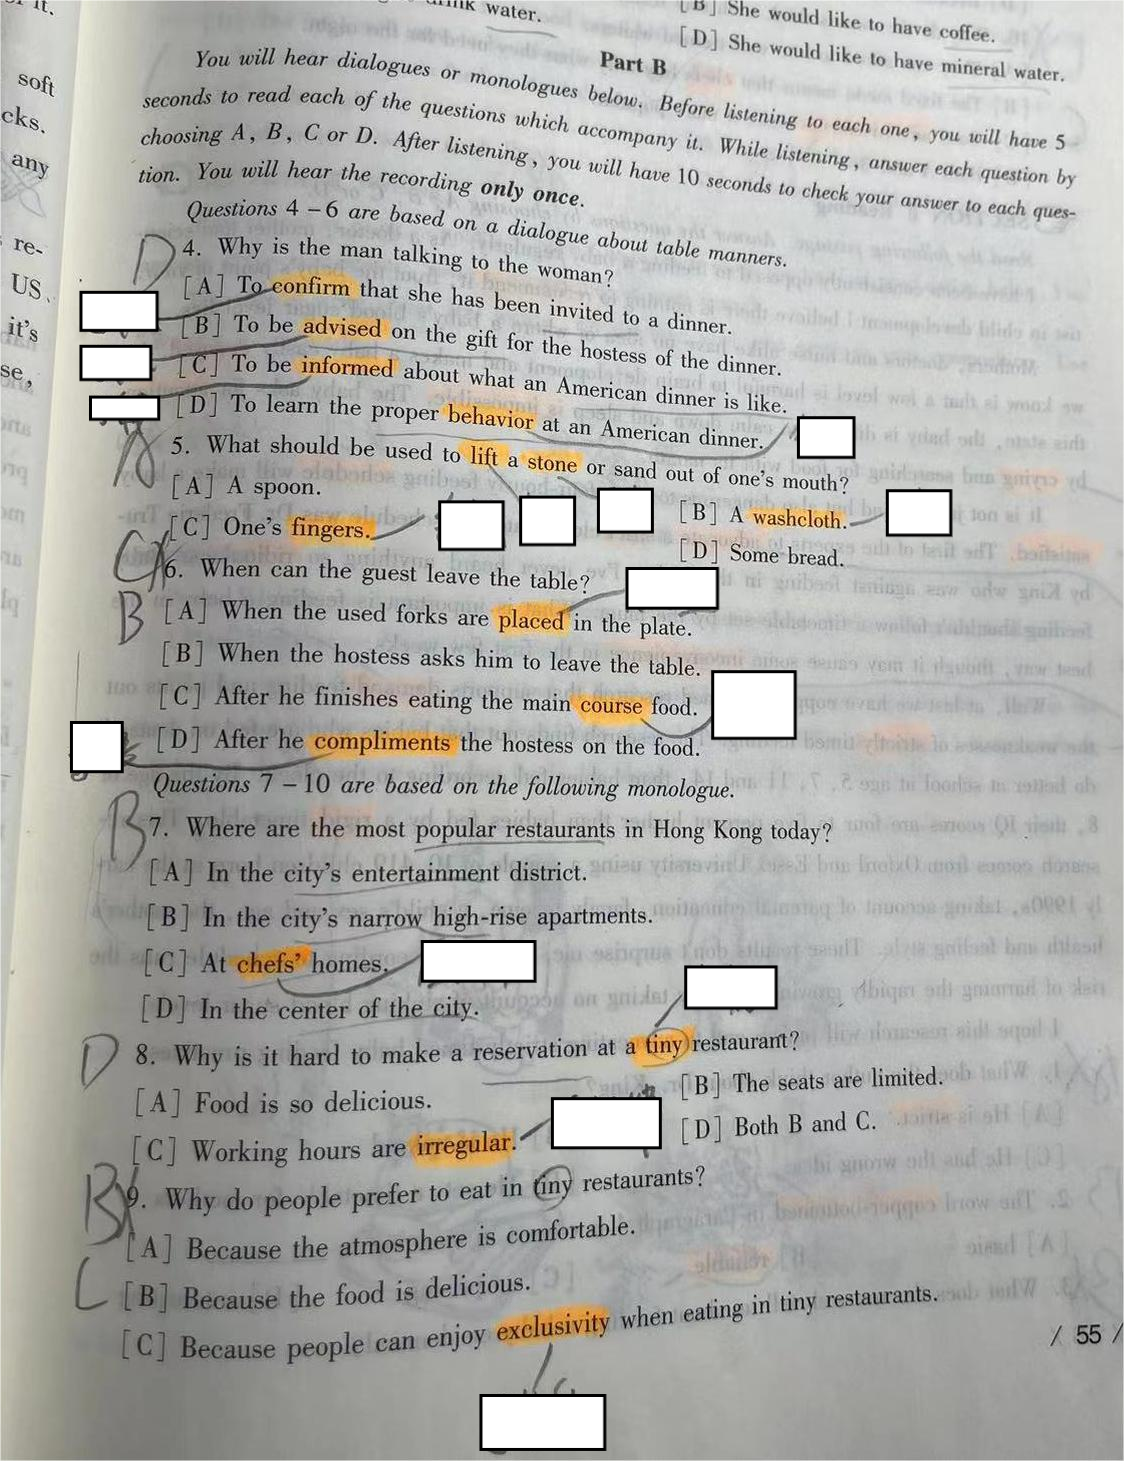 it.
soft
cks.
any
re-
US.
it's
se,
water.
[B] She would like to have coffee.
[D] She would like to have mineral water.
Part B
You will hear dialogues or monologues below. Before listening to each one, you will have 5
seconds to read each of the questions which accompany it. While listening, answer each question by
choosing A, B, C or D. After listening, you will have 10 seconds to check your answer to each ques-
tion. You will hear the recording only once.
Questions 4 – 6 are based on a dialogue about table manners.
D 4. Why is the man talking to the woman?
[A] To confirm that she has been invited to a dinner.
[B] To be advised on the gift for the hostess of the dinner.
[C] To be informed about what an American dinner is like.
[D] To learn the proper behavior at an American dinner.
A 5. What should be used to lift a stone or sand out of one's mouth?
[A] A spoon.
[B] A washcloth.
[C] One's fingers.
[D] Some bread.
C 6. When can the guest leave the table?
B [A] When the used forks are placed in the plate.
[B] When the hostess asks him to leave the table.
[C] After he finishes eating the main course food.
[D] After he compliments the hostess on the food.
Questions 7 – 10 are based on the following monologue.
B 7. Where are the most popular restaurants in Hong Kong today?
[A] In the city's entertainment district.
[B] In the city's narrow high-rise apartments.
[C] At chefs' homes.
[D] In the center of the city.
D 8. Why is it hard to make a reservation at a tiny restaurant?
[A] Food is so delicious.
[B] The seats are limited.
[C] Working hours are irregular.
[D] Both B and C.
B 9. Why do people prefer to eat in tiny restaurants?
[A] Because the atmosphere is comfortable.
C [B] Because the food is delicious.
[C] Because people can enjoy exclusivity when eating in tiny restaurants.
/ 55 /